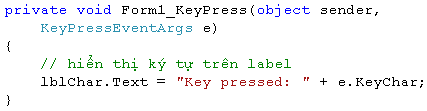 private void Form1_KeyPress(object sender,
KeyPressEventArgs e)
{
// hiển thị ký tự trên label
lblChar.Text = "Key pressed: " + e.KeyChar;
}